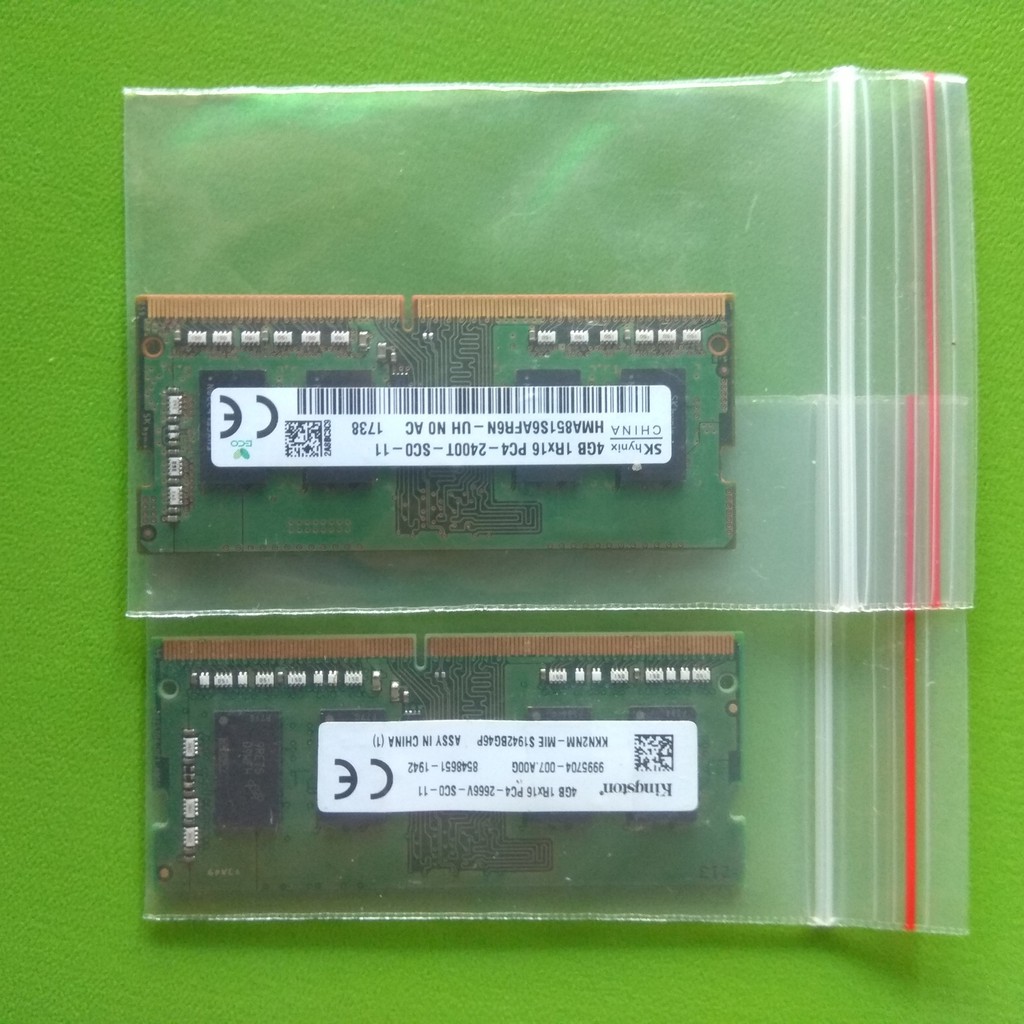 SK hynix
CHINA
4GB 1Rx16 PC4-2400T-SC0-11
HMA851S6AFR6N-UH N0 AC 1738
ECO
Kingston
4GB 1Rx16 PC4-2666V-SC0-11
9995704-007.A00G 8548651-1942
KKN2NM-MIE S1942BG46P ASSY IN CHINA (1)